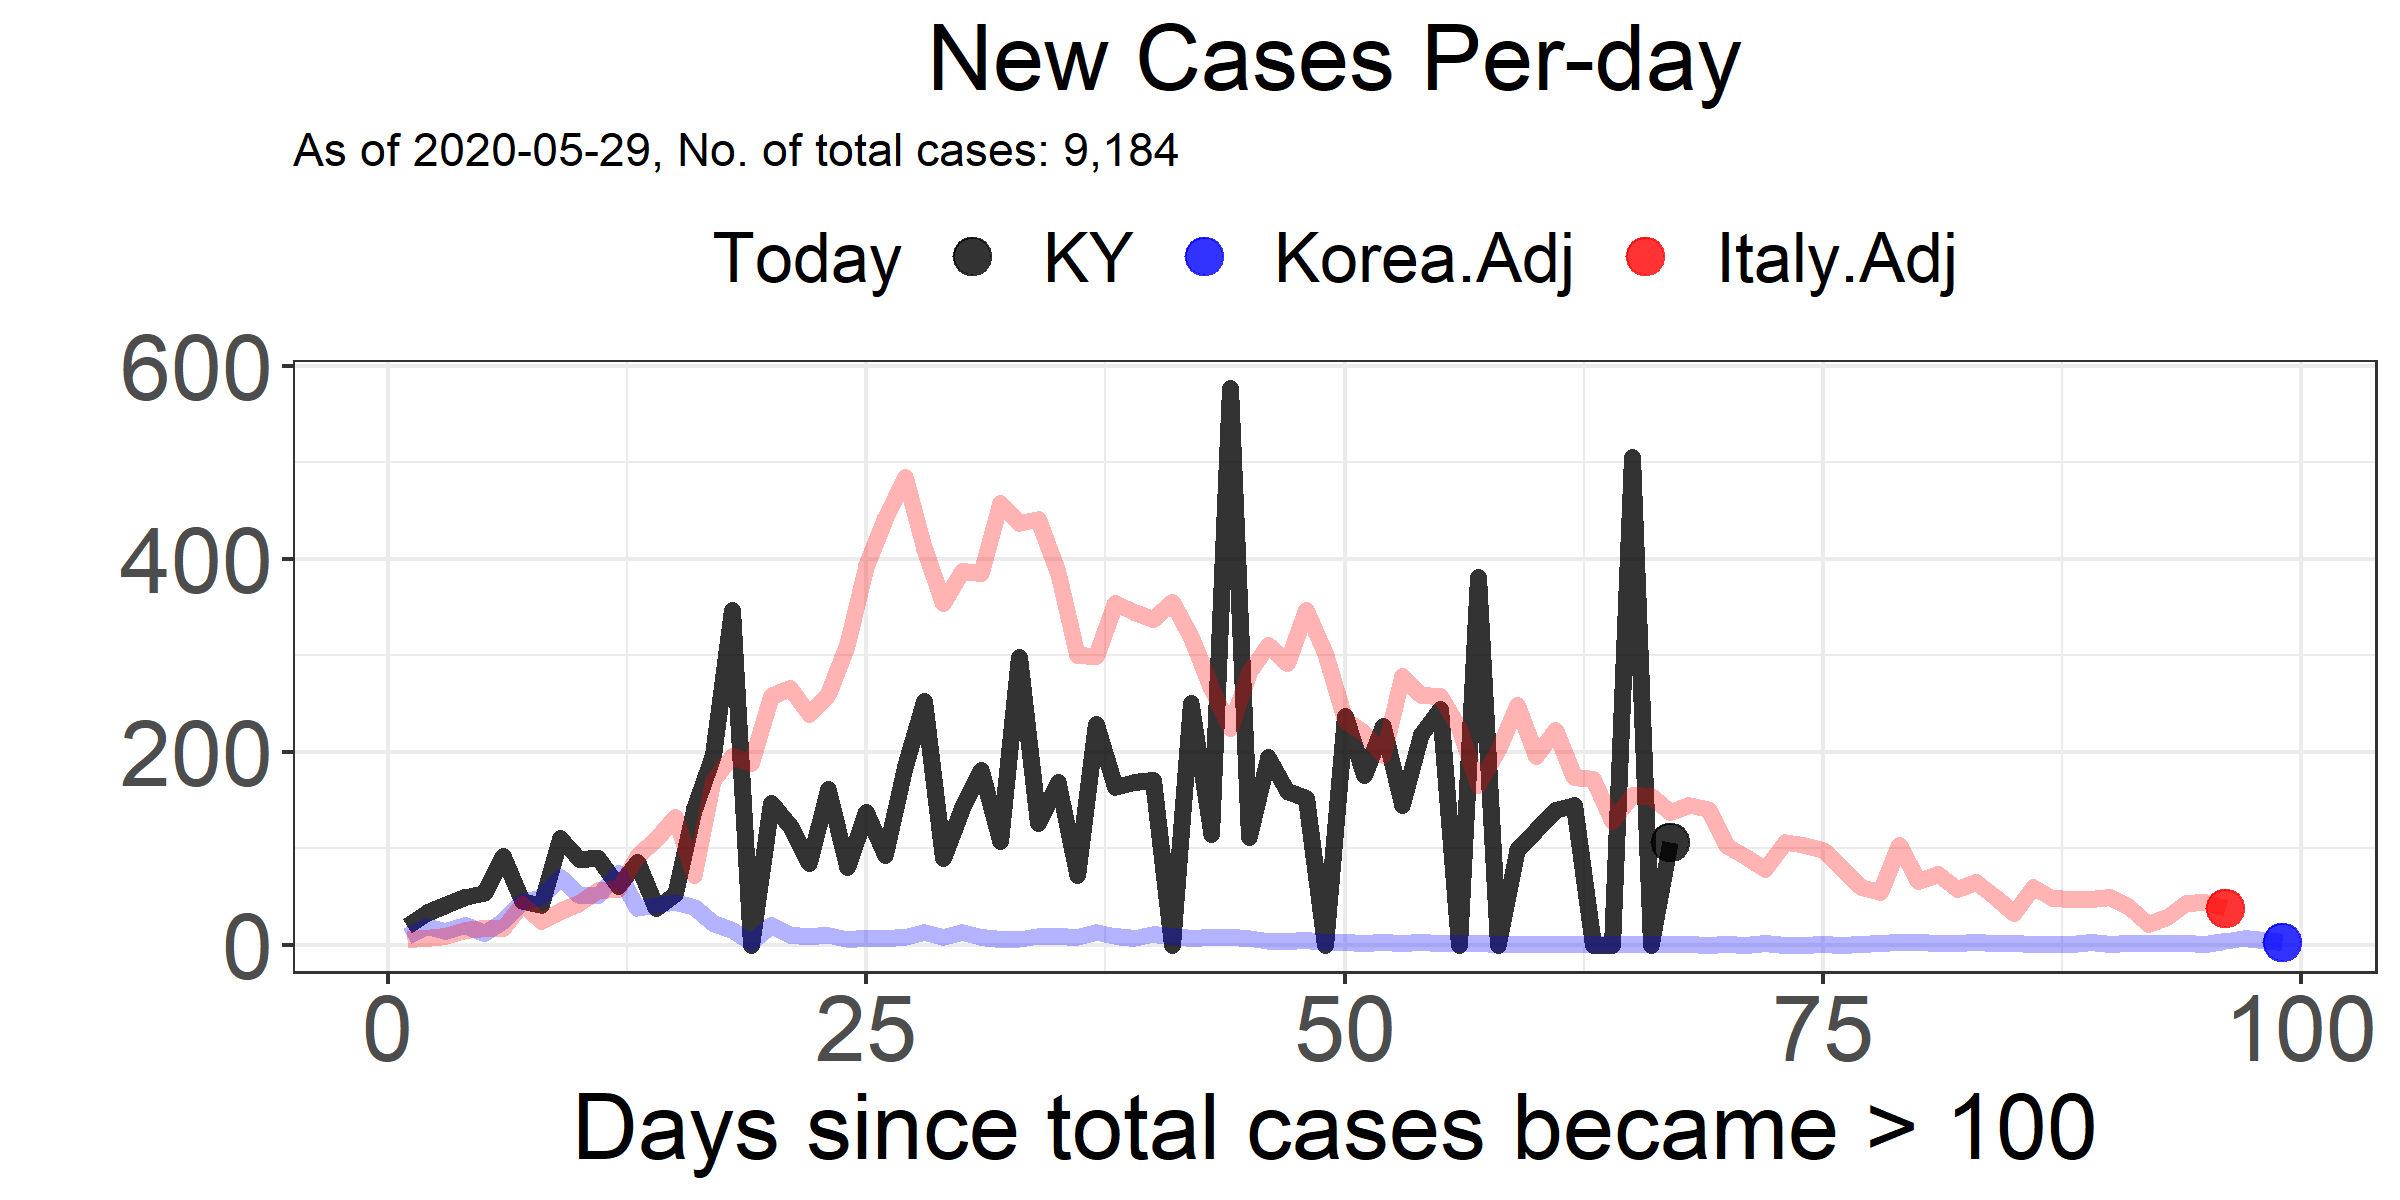 New Cases Per-day
As of 2020-05-29, No. of total cases: 9,184
Today KY Korea.Adj Italy.Adj
600
400
200
0
0 25 50 75 100
Days since total cases became > 100